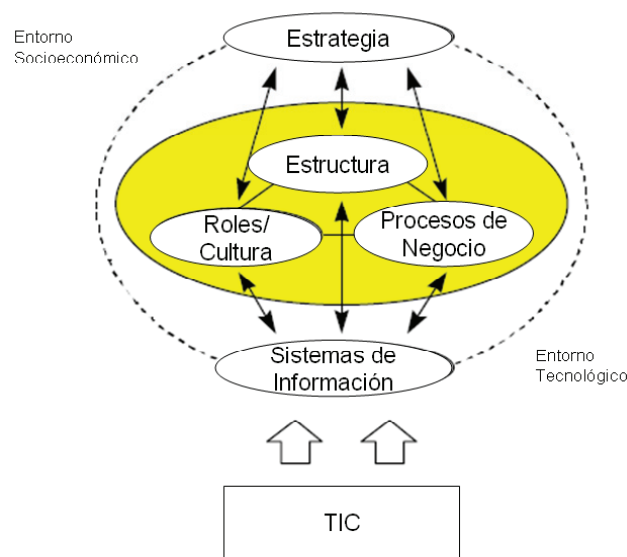 Entorno
Socioeconómico
Estrategia
Estructura
Roles/
Cultura
Procesos de
Negocio
Sistemas de
Información
Entorno
Tecnológico
TIC